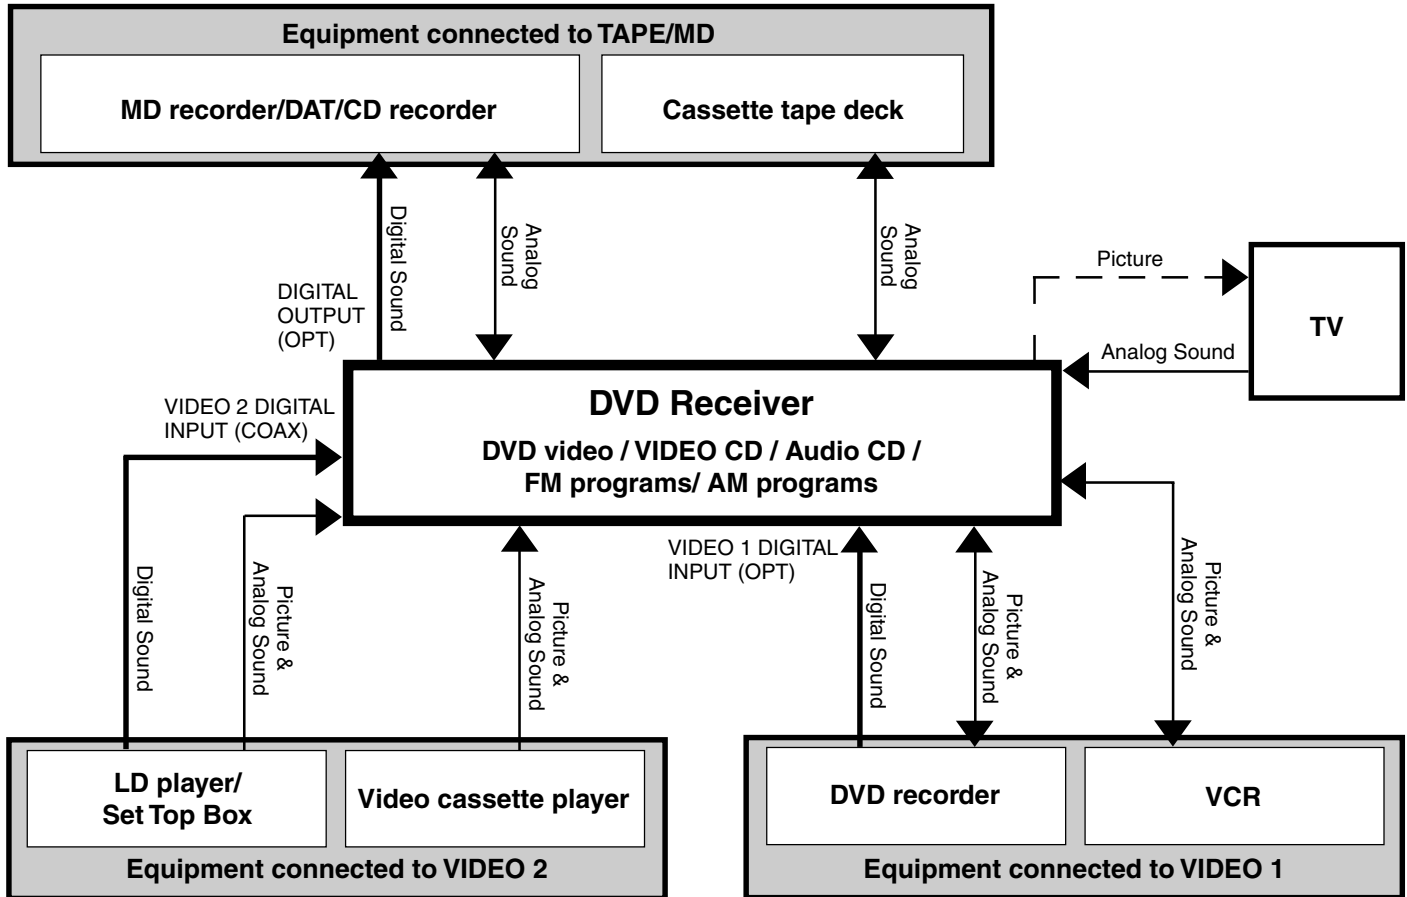 Equipment connected to TAPE/MD
MD recorder/DAT/CD recorder
Cassette tape deck
Digital Sound
Analog
Sound
Analog
Sound
DIGITAL
OUTPUT
(OPT)
Picture
TV
Analog Sound
VIDEO 2 DIGITAL
INPUT (COAX)
DVD Receiver
DVD video / VIDEO CD / Audio CD /
FM programs/ AM programs
VIDEO 1 DIGITAL
INPUT (OPT)
Digital Sound
Picture &
Analog Sound
Picture &
Analog Sound
Digital Sound
Picture &
Analog Sound
Picture &
Analog Sound
LD player/
Set Top Box
Video cassette player
Equipment connected to VIDEO 2
DVD recorder
VCR
Equipment connected to VIDEO 1